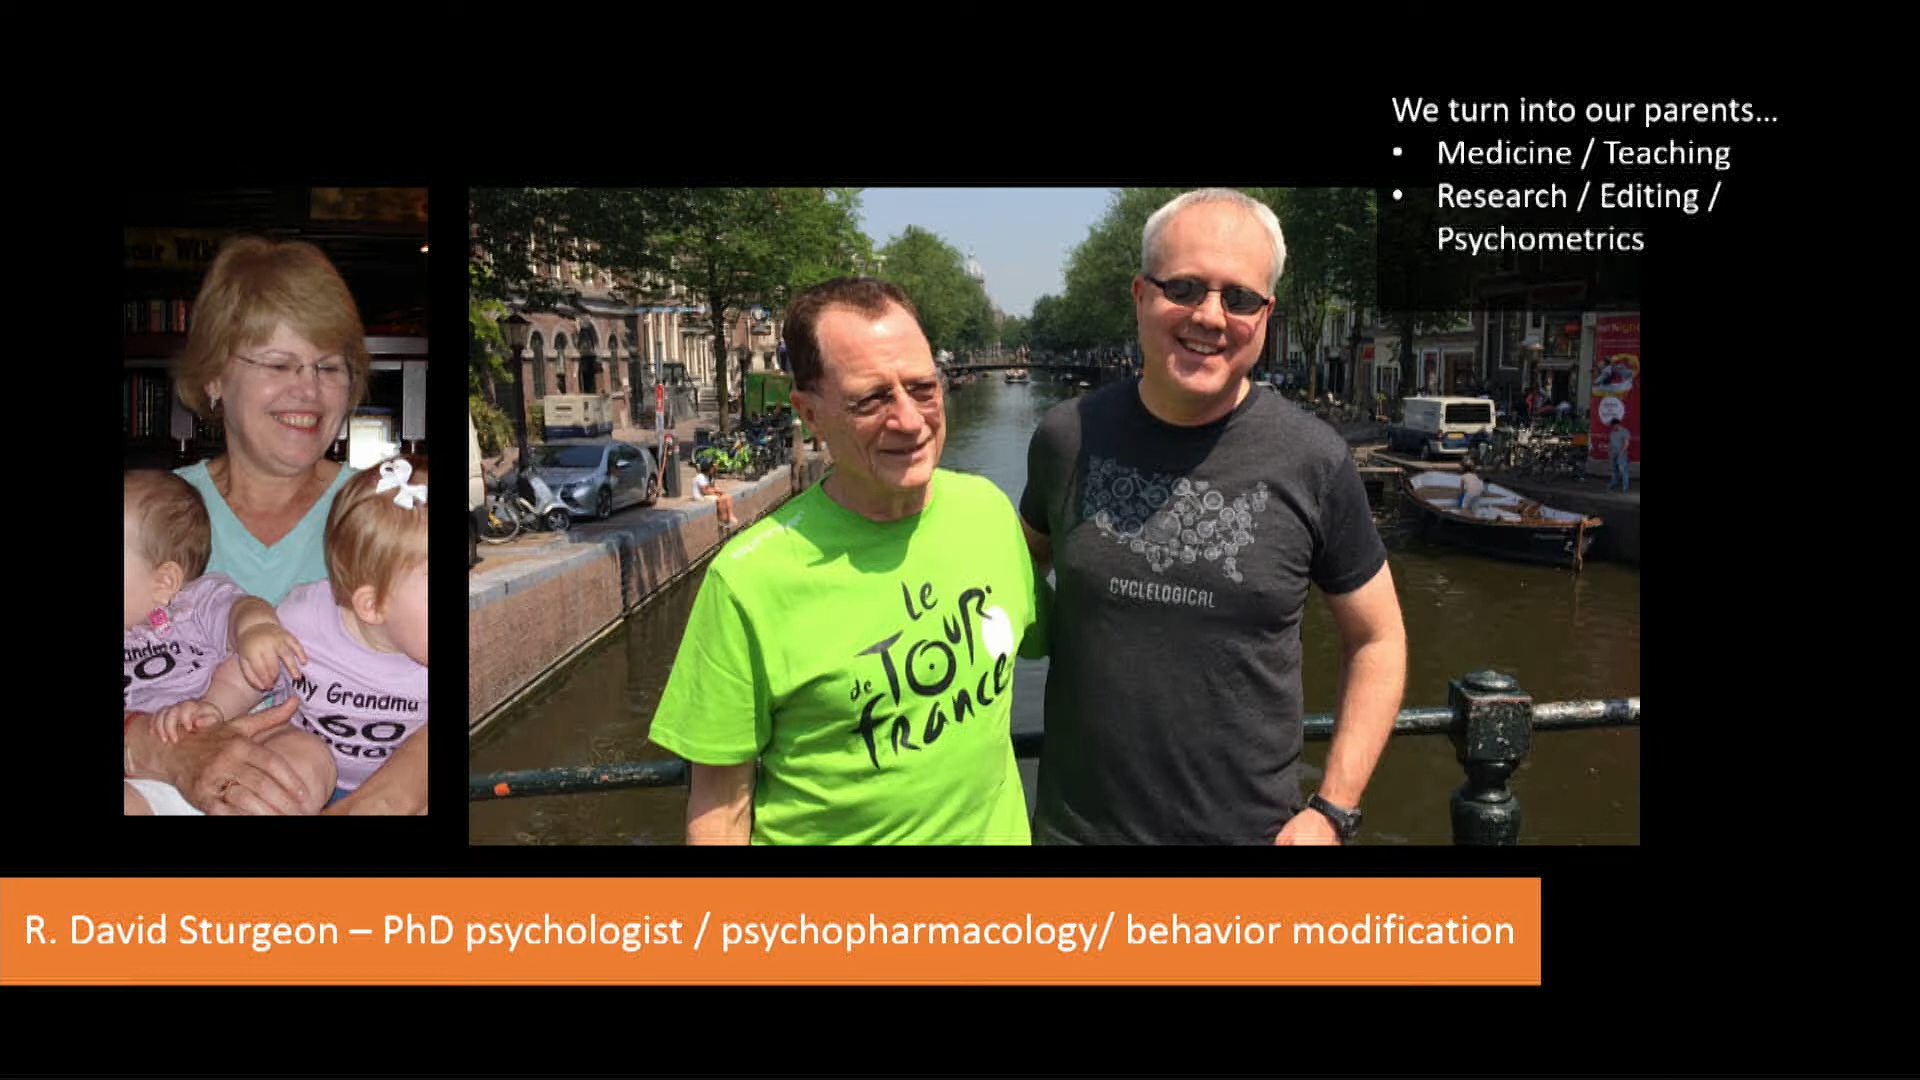 We turn into our parents...
• Medicine / Teaching
• Research / Editing /
Psychometrics
Le
TOUR
de
france
CYCLELOGICAL
My Grandma
60
R. David Sturgeon – PhD psychologist / psychopharmacology/ behavior modification